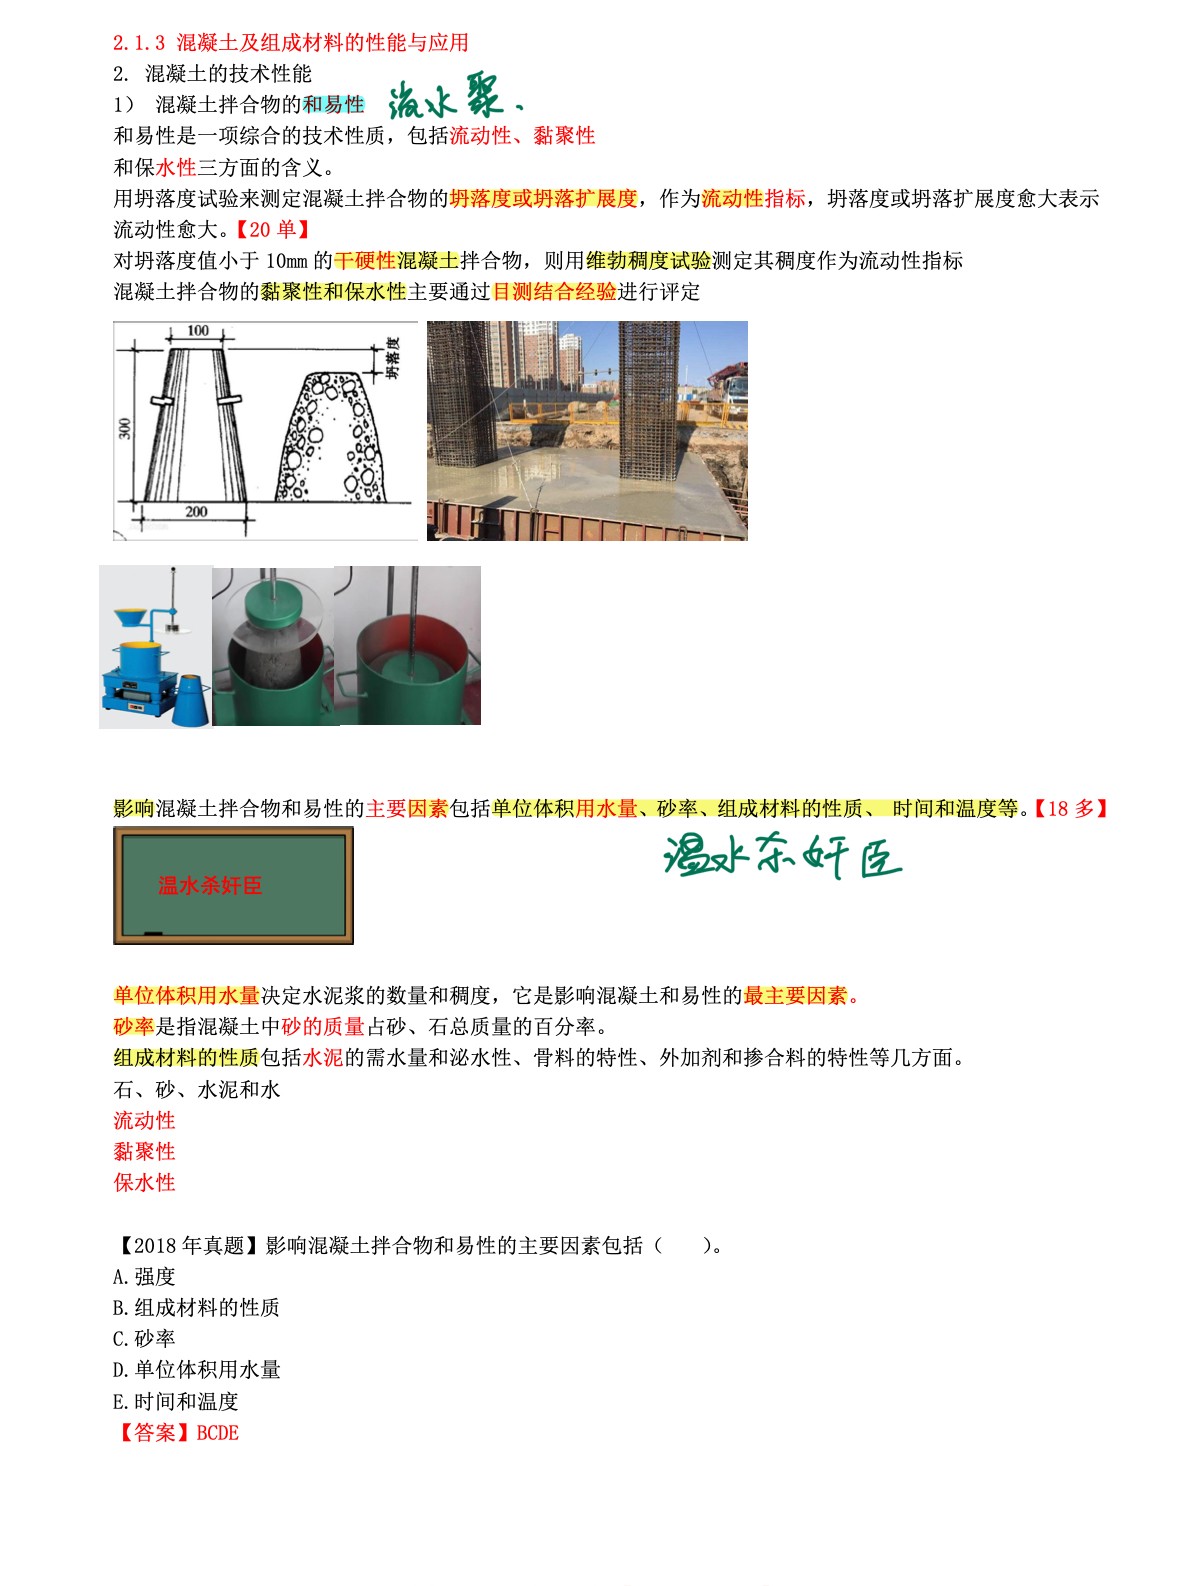 2.1.3 混凝土及组成材料的性能与应用
2. 混凝土的技术性能
1） 混凝土拌合物的和易性 流水聚、
和易性是一项综合的技术性质，包括流动性、黏聚性
和保水性三方面的含义。
用坍落度试验来测定混凝土拌合物的坍落度或坍落扩展度，作为流动性指标，坍落度或坍落扩展度愈大表示
流动性愈大。【20 单】
对坍落度值小于 10mm 的干硬性混凝土拌合物，则用维勃稠度试验测定其稠度作为流动性指标
混凝土拌合物的黏聚性和保水性主要通过目测结合经验进行评定
100
坍落度
300
200
影响混凝土拌合物和易性的主要因素包括单位体积用水量、砂率、组成材料的性质、 时间和温度等。【18 多】
温水杀奸臣
温水杀奸臣
单位体积用水量决定水泥浆的数量和稠度，它是影响混凝土和易性的最主要因素。
砂率是指混凝土中砂的质量占砂、石总质量的百分率。
组成材料的性质包括水泥的需水量和泌水性、骨料的特性、外加剂和掺合料的特性等几方面。
石、砂、水泥和水
流动性
黏聚性
保水性
【2018 年真题】影响混凝土拌合物和易性的主要因素包括（　　）。
A.强度
B.组成材料的性质
C.砂率
D.单位体积用水量
E.时间和温度
【答案】BCDE